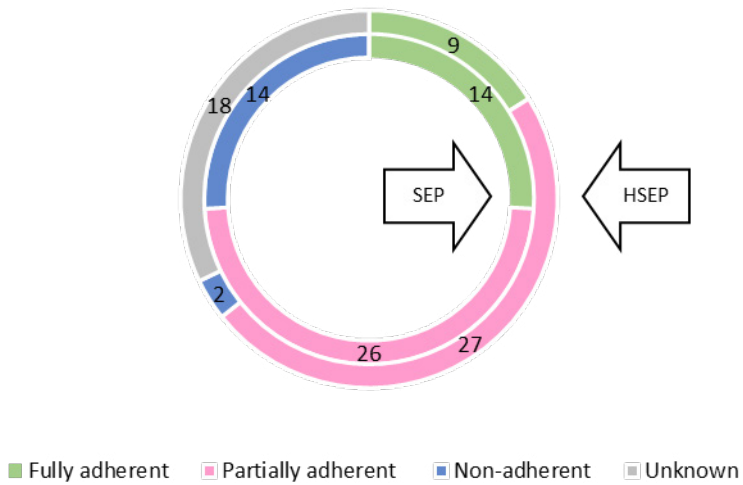 9
18
14
14
SEP
HSEP
2
26
27
Fully adherent
Partially adherent
Non-adherent
Unknown